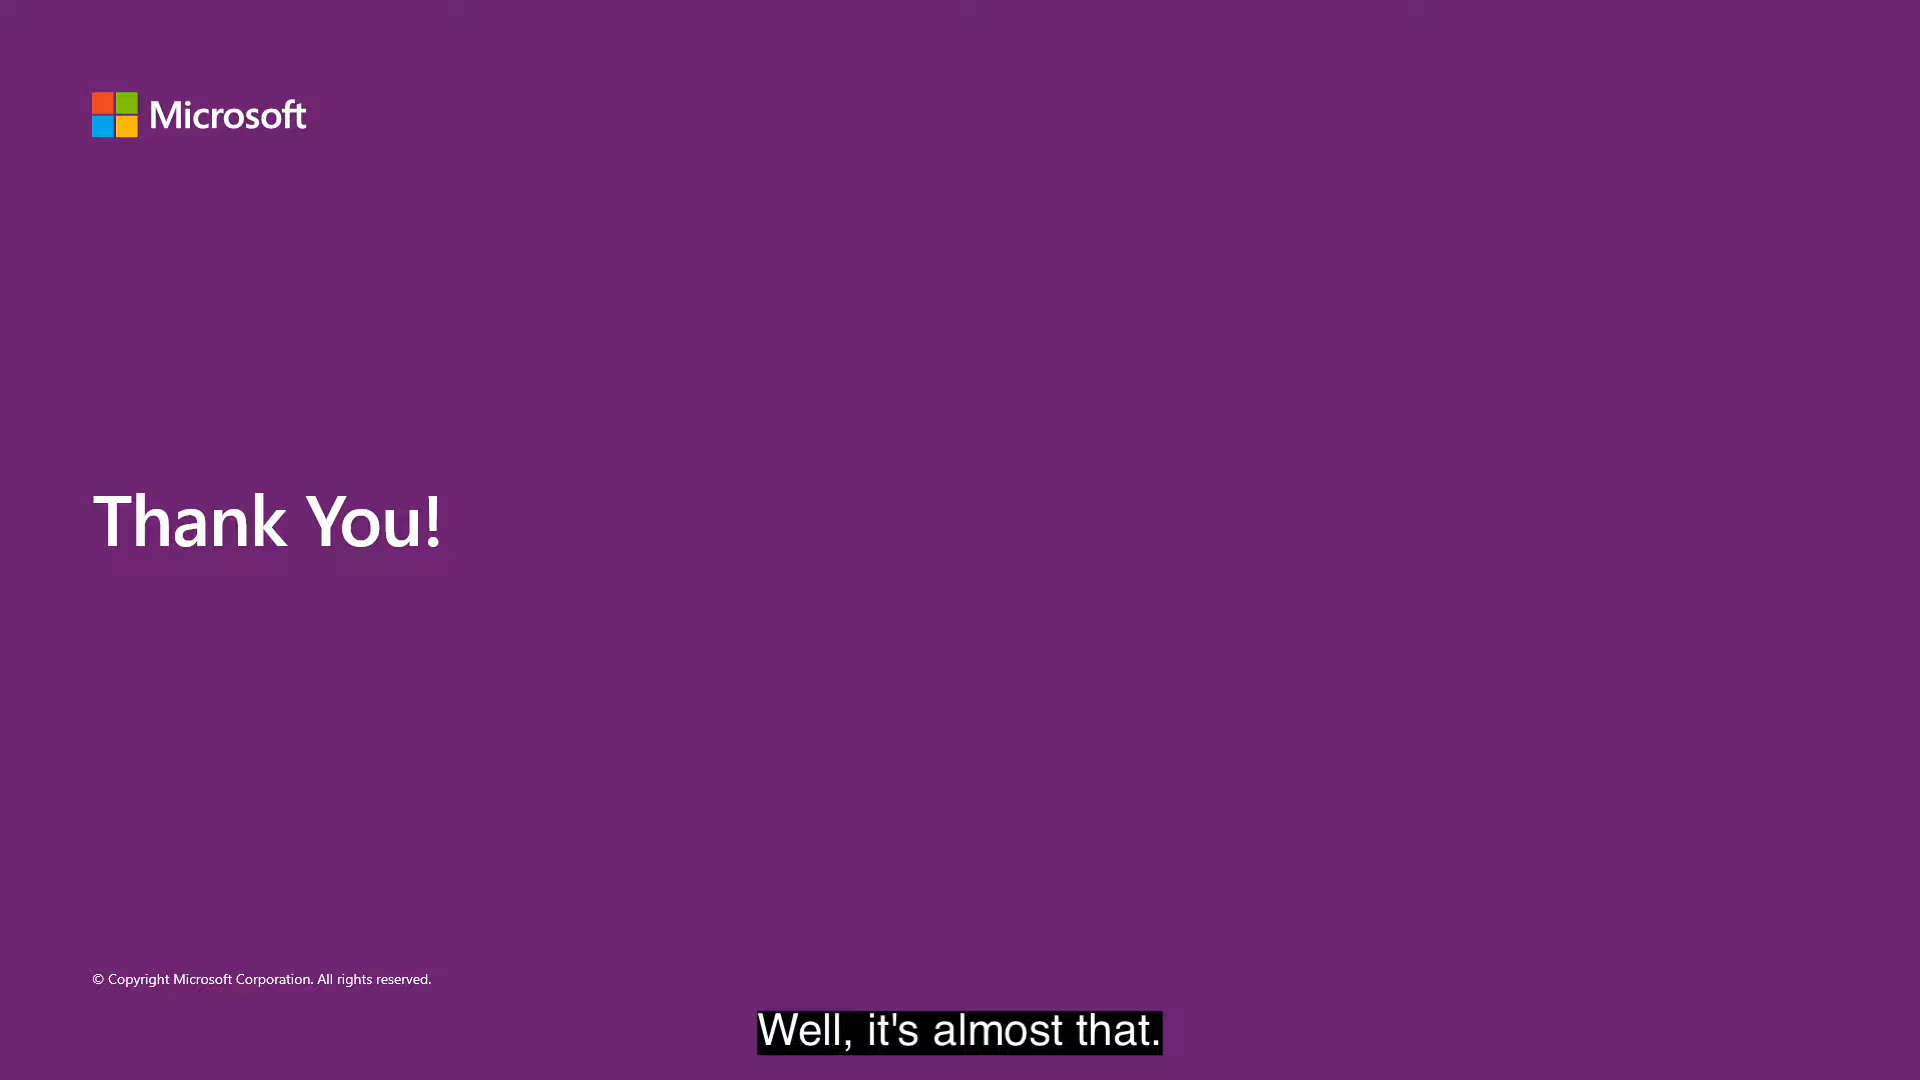 Microsoft
Thank You!
© Copyright Microsoft Corporation. All rights reserved.
Well, it's almost that.